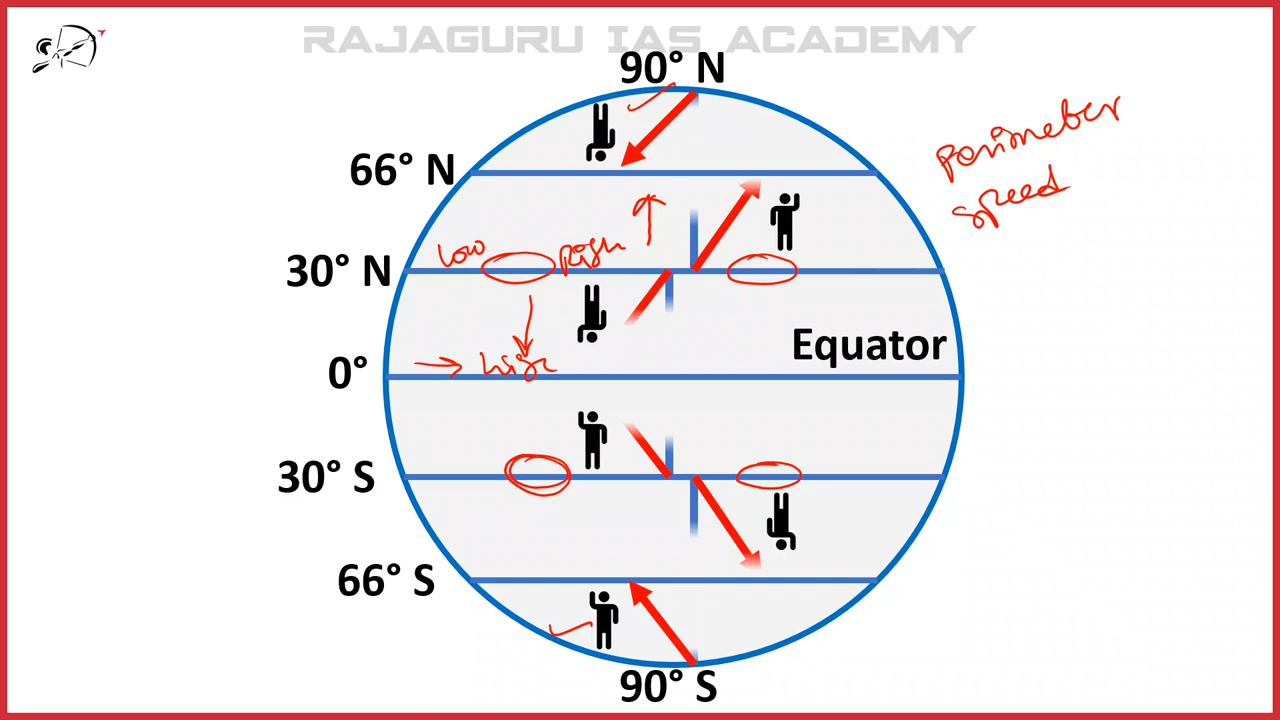 RAJAGURU IAS ACADEMY
90° N
66° N
perimeter
speed
low
high
30° N
Equator
0°
high
30° S
66° S
90° S